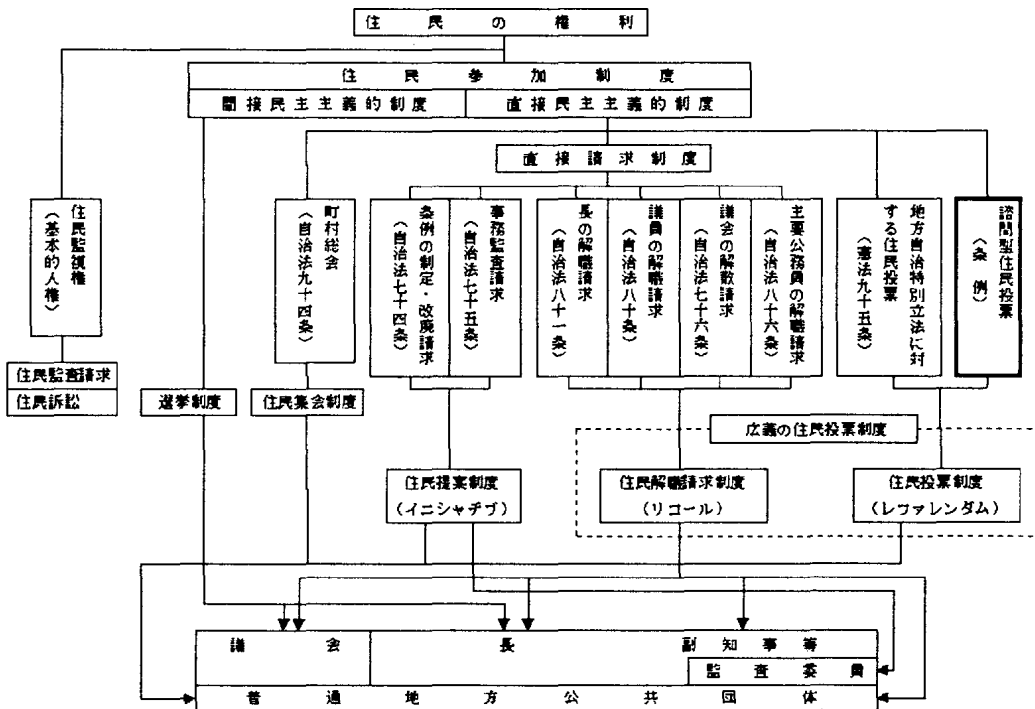 住民の権利
住民参加制度
間接民主主義的制度
直接民主主義的制度
直接請求制度
住民監視権
（基本的人権）
町村総会
（自治法九十四条）
条例の制定・改廃請求
（自治法七十四条）
事務監査請求
（自治法七十五条）
長の解職請求
（自治法八十一条）
議員の解職請求
（自治法八十条）
議会の解散請求
（自治法七十六条）
主要公務員の解職請求
（自治法八十六条）
地方自治特別立法に対
する住民投票
（憲法九十五条）
諮問型住民投票
（条例）
住民監査請求
住民訴訟
選挙制度
住民集会制度
広義の住民投票制度
住民提案制度
（イニシャチブ）
住民解職請求制度
（リコール）
住民投票制度
（レファレンダム）
議会
長
副知事等
監査委員
普通地方公共団体